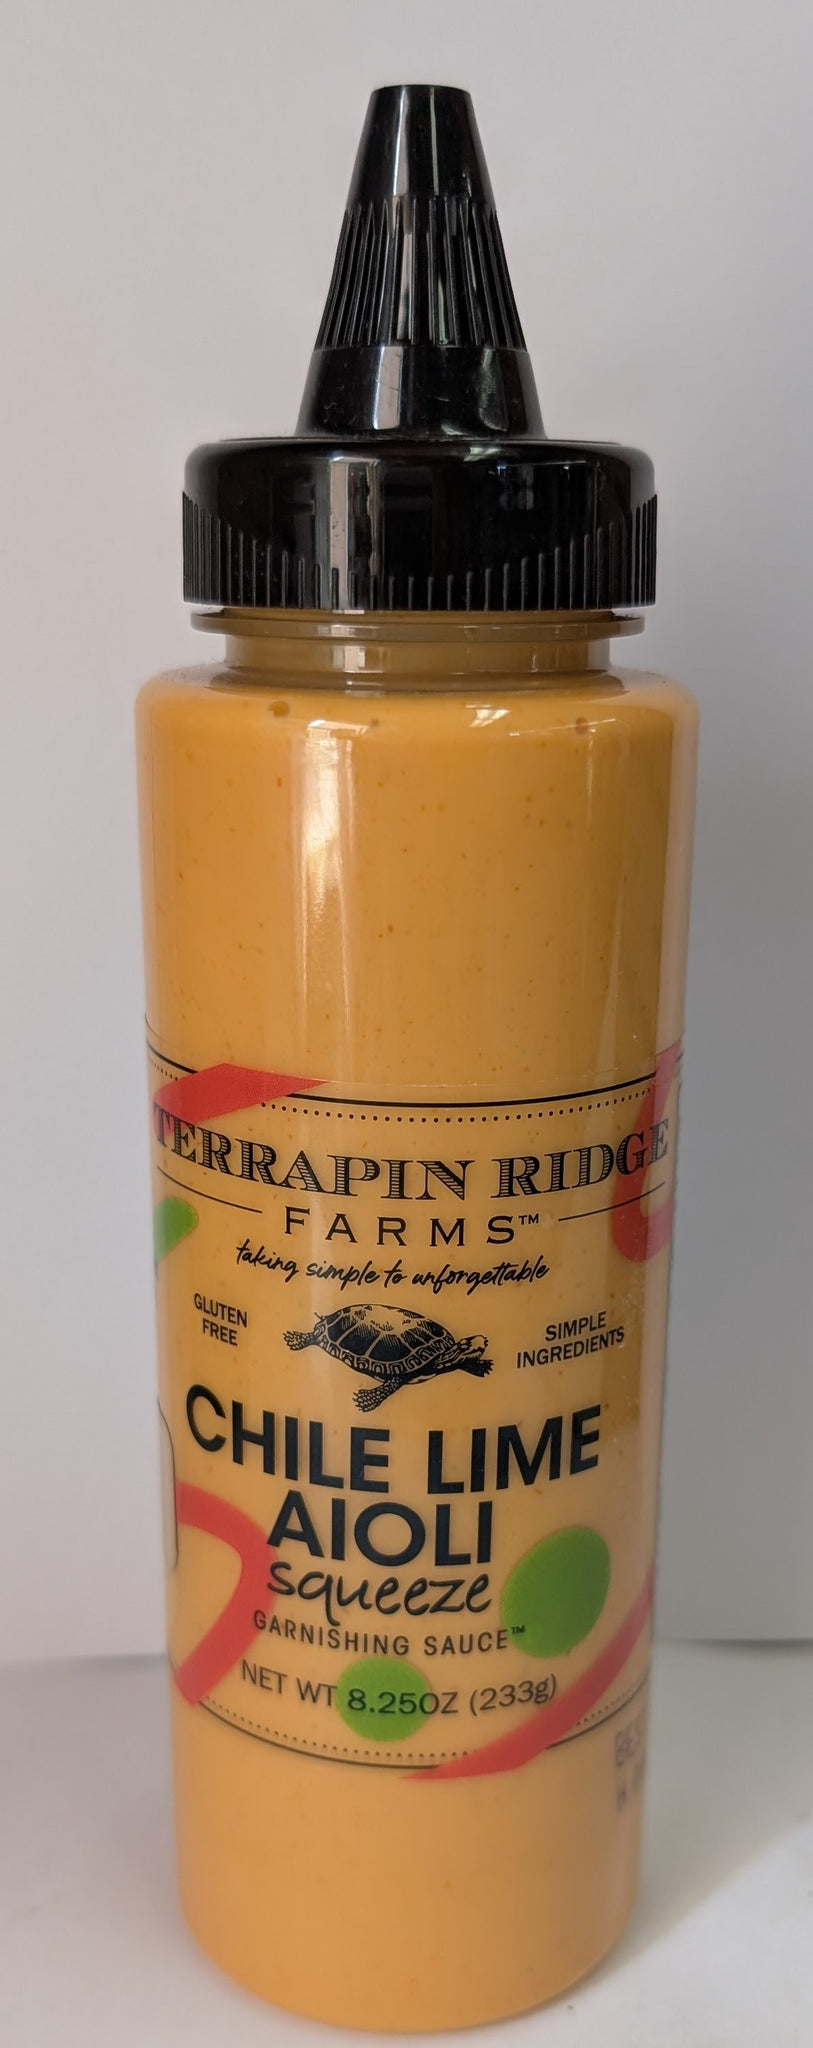 TERRAPIN RIDGE
FARMS™
taking simple to unforgettable
GLUTEN
FREE
SIMPLE
INGREDIENTS
CHILE LIME
AIOLI
squeeze
GARNISHING SAUCE™
NET WT 8.25OZ (233g)